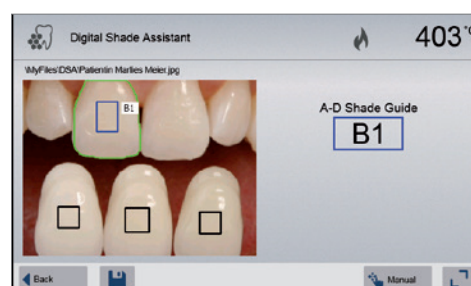 Digital Shade Assistant
403 °C
\MyFiles\DSA\Patientin Marlies Meier.jpg
B1
A-D Shade Guide
B1
Back
Manual